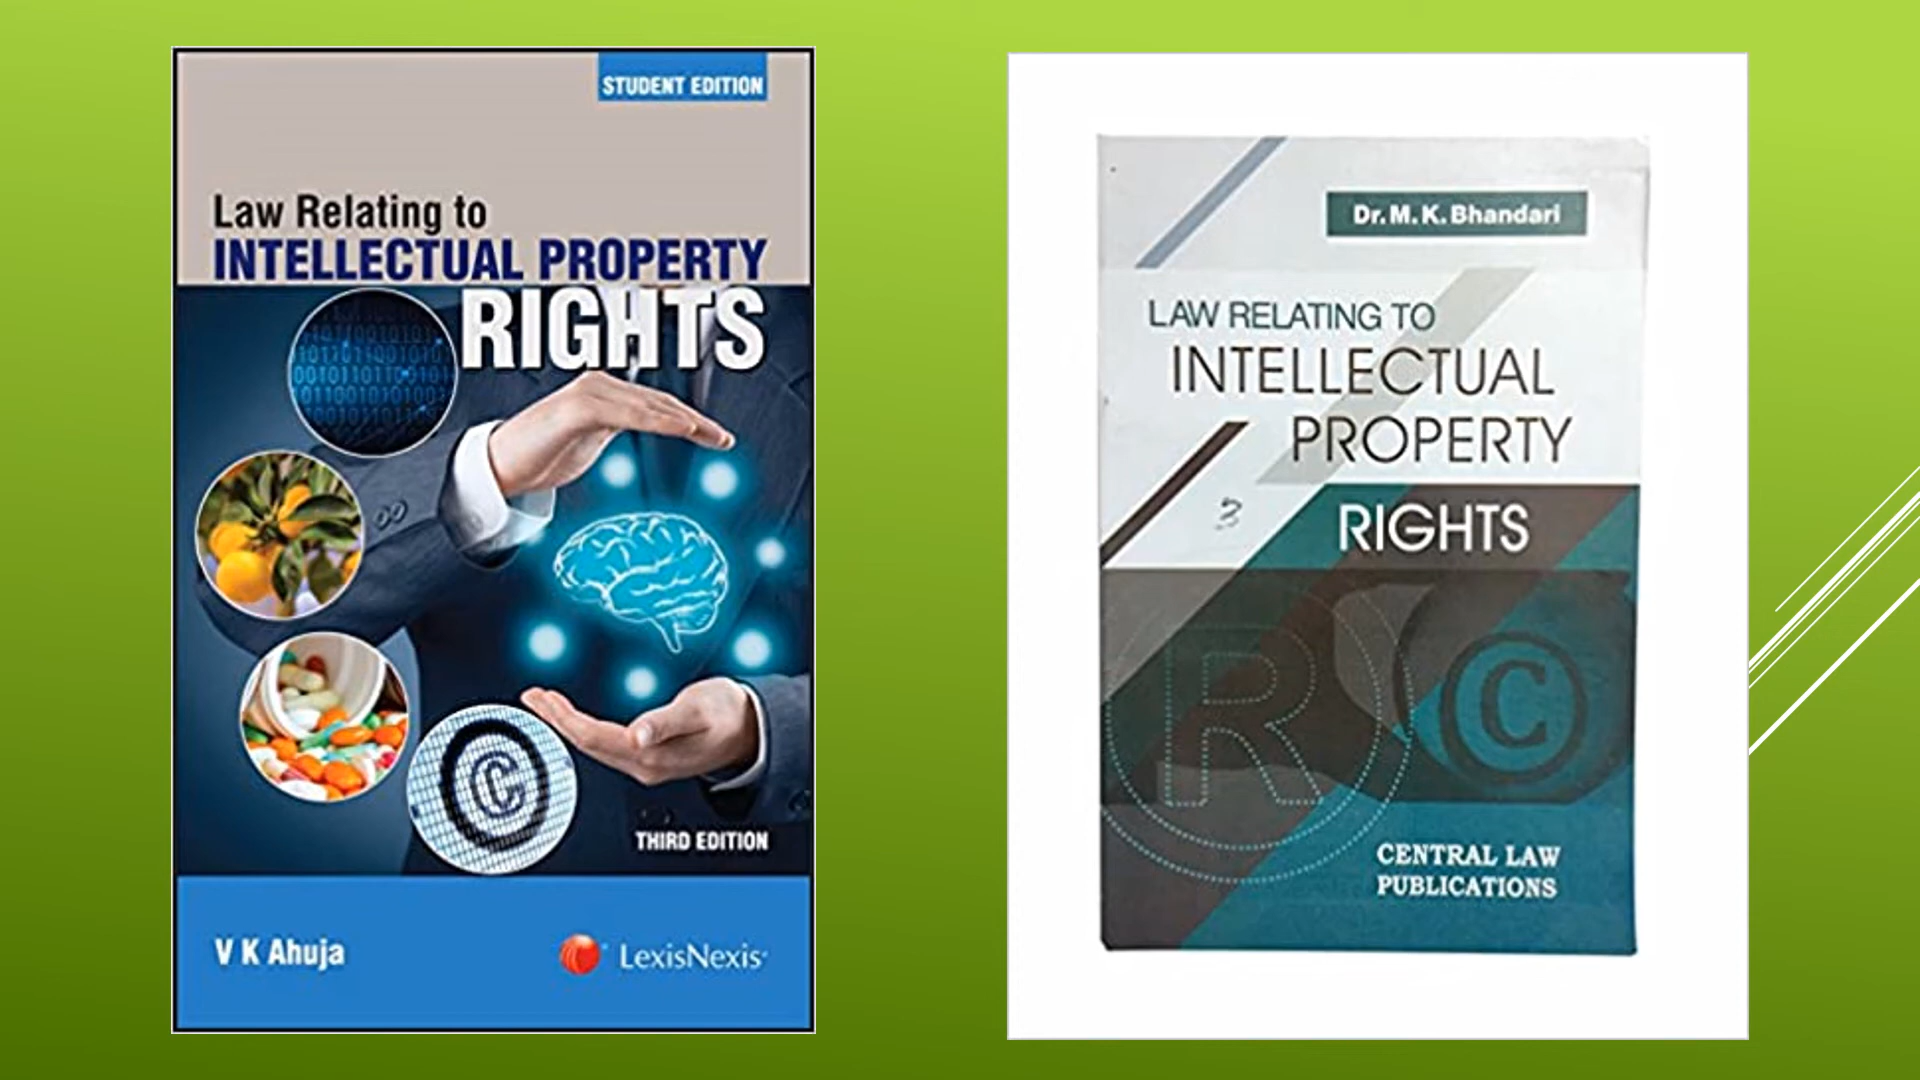 STUDENT EDITION
Law Relating to
INTELLECTUAL PROPERTY
RIGHTS
THIRD EDITION
V K Ahuja
LexisNexis
Dr. M. K. Bhandari
LAW RELATING TO
INTELLECTUAL
PROPERTY
RIGHTS
3
R
C
CENTRAL LAW
PUBLICATIONS